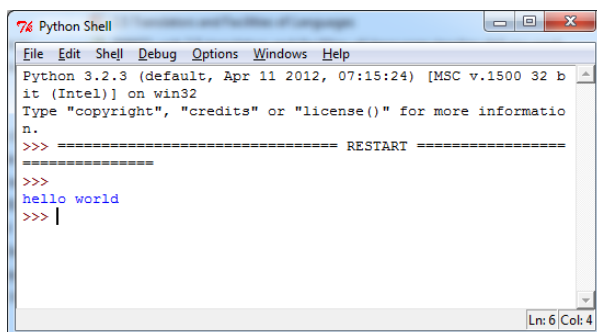 Python Shell
File Edit Shell Debug Options Windows Help
Python 3.2.3 (default, Apr 11 2012, 07:15:24) [MSC v.1500 32 b
it (Intel)] on win32
Type "copyright", "credits" or "license()" for more informatio
n.
>>> ================================ RESTART =================
===============
>>>
hello world
>>>
Ln: 6 Col: 4